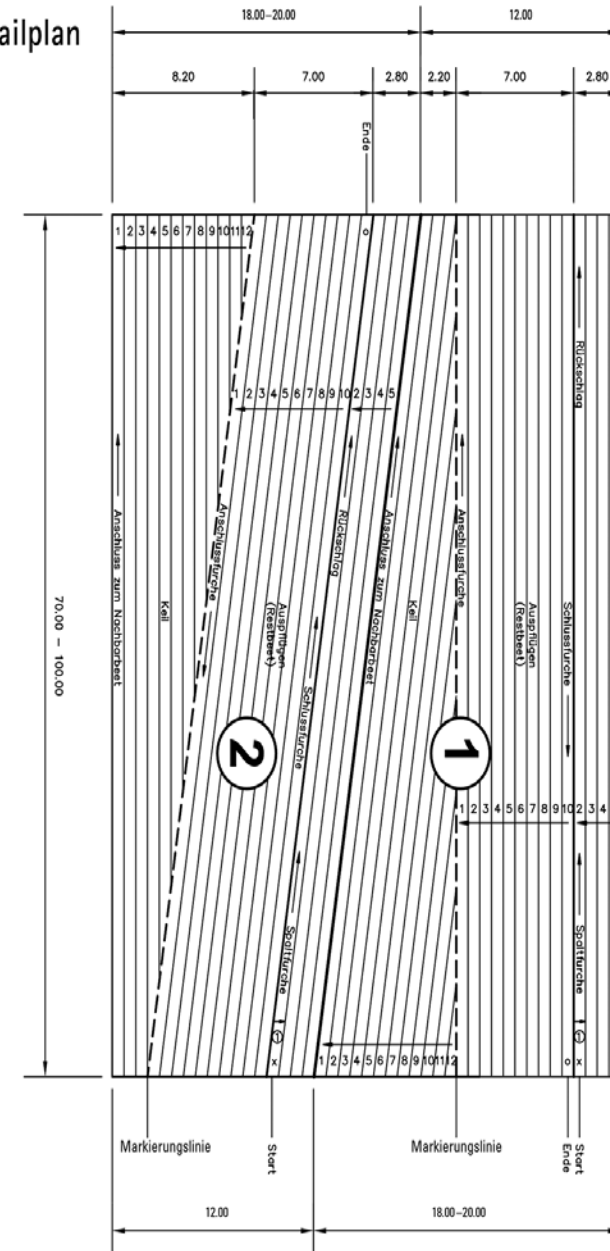 ailplan
18.00–20.00 12.00
8.20 7.00 2.80 2.20 7.00 2.80
Ende
1 2 3 4 5 6 7 8 9 10 11 12
o
Rückschlag
1 2 3 4 5 6 7 8 9 10 2 3 4 5
Anschluss zum Nachbarbeet
Keil
Anschlussfurche
Auspflügen
(Restbeet)
Rückschlag
Schlussfurche
Anschluss zum Nachbarbeet
Keil
Anschlussfurche
Auspflügen
(Restbeet)
Schlussfurche
70.00 – 100.00
2
1
1 2 3 4 5 6 7 8 9 10 2 3 4
Spaltfurche
Spaltfurche
1
x
1 2 3 4 5 6 7 8 9 10 11 12
1
o x
Markierungslinie
Start
Markierungslinie
Ende
Start
12.00 18.00–20.00